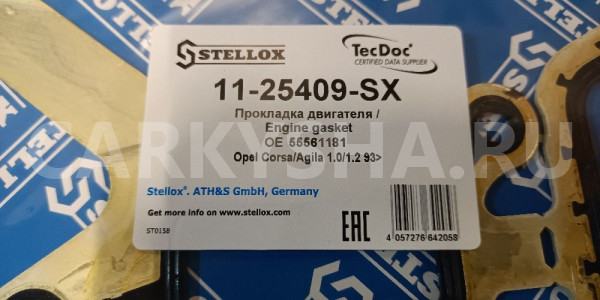 STELLOX
TecDoc®
CERTIFIED DATA SUPPLIER
11-25409-SX
Прокладка двигателя /
Engine gasket
OE 55561181
Opel Corsa/Agila 1.0/1.2 93>
CARKYSHA.RU
Stellox®. ATH&S GmbH, Germany
Get more info on www.stellox.com
ST0158
EAC
4 057276 642058